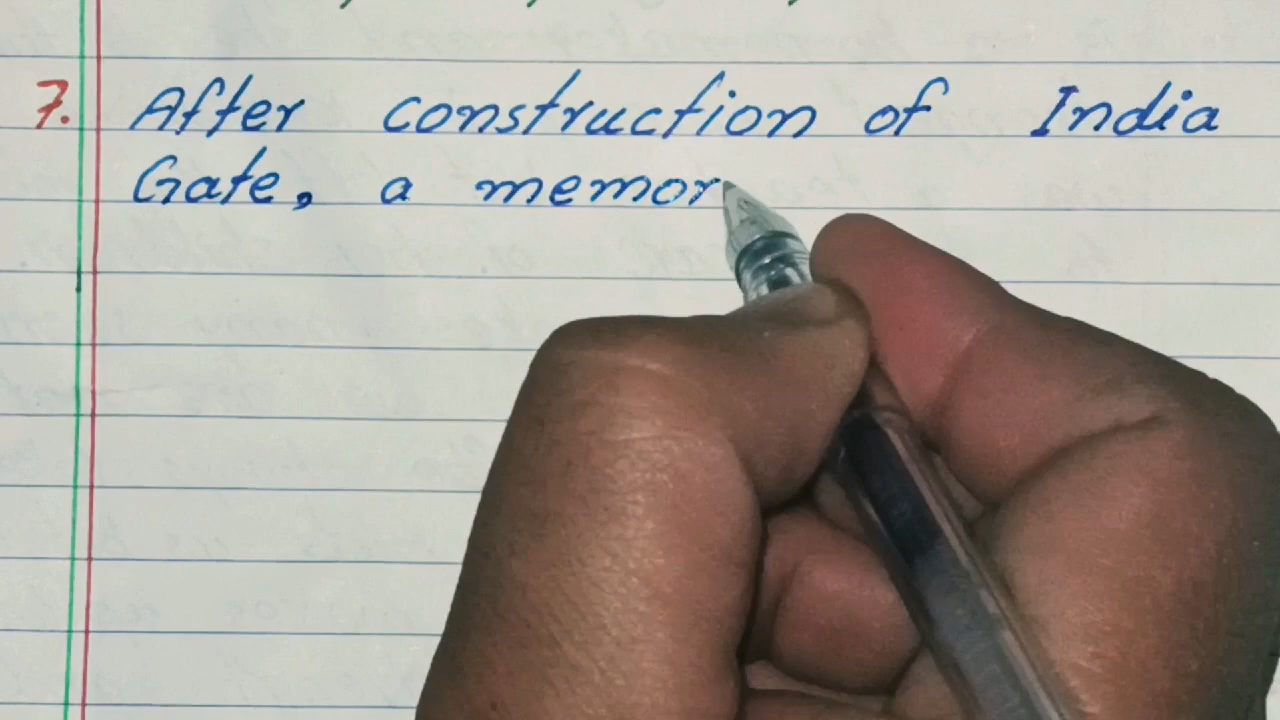 7. After construction of India
Gate, a memor